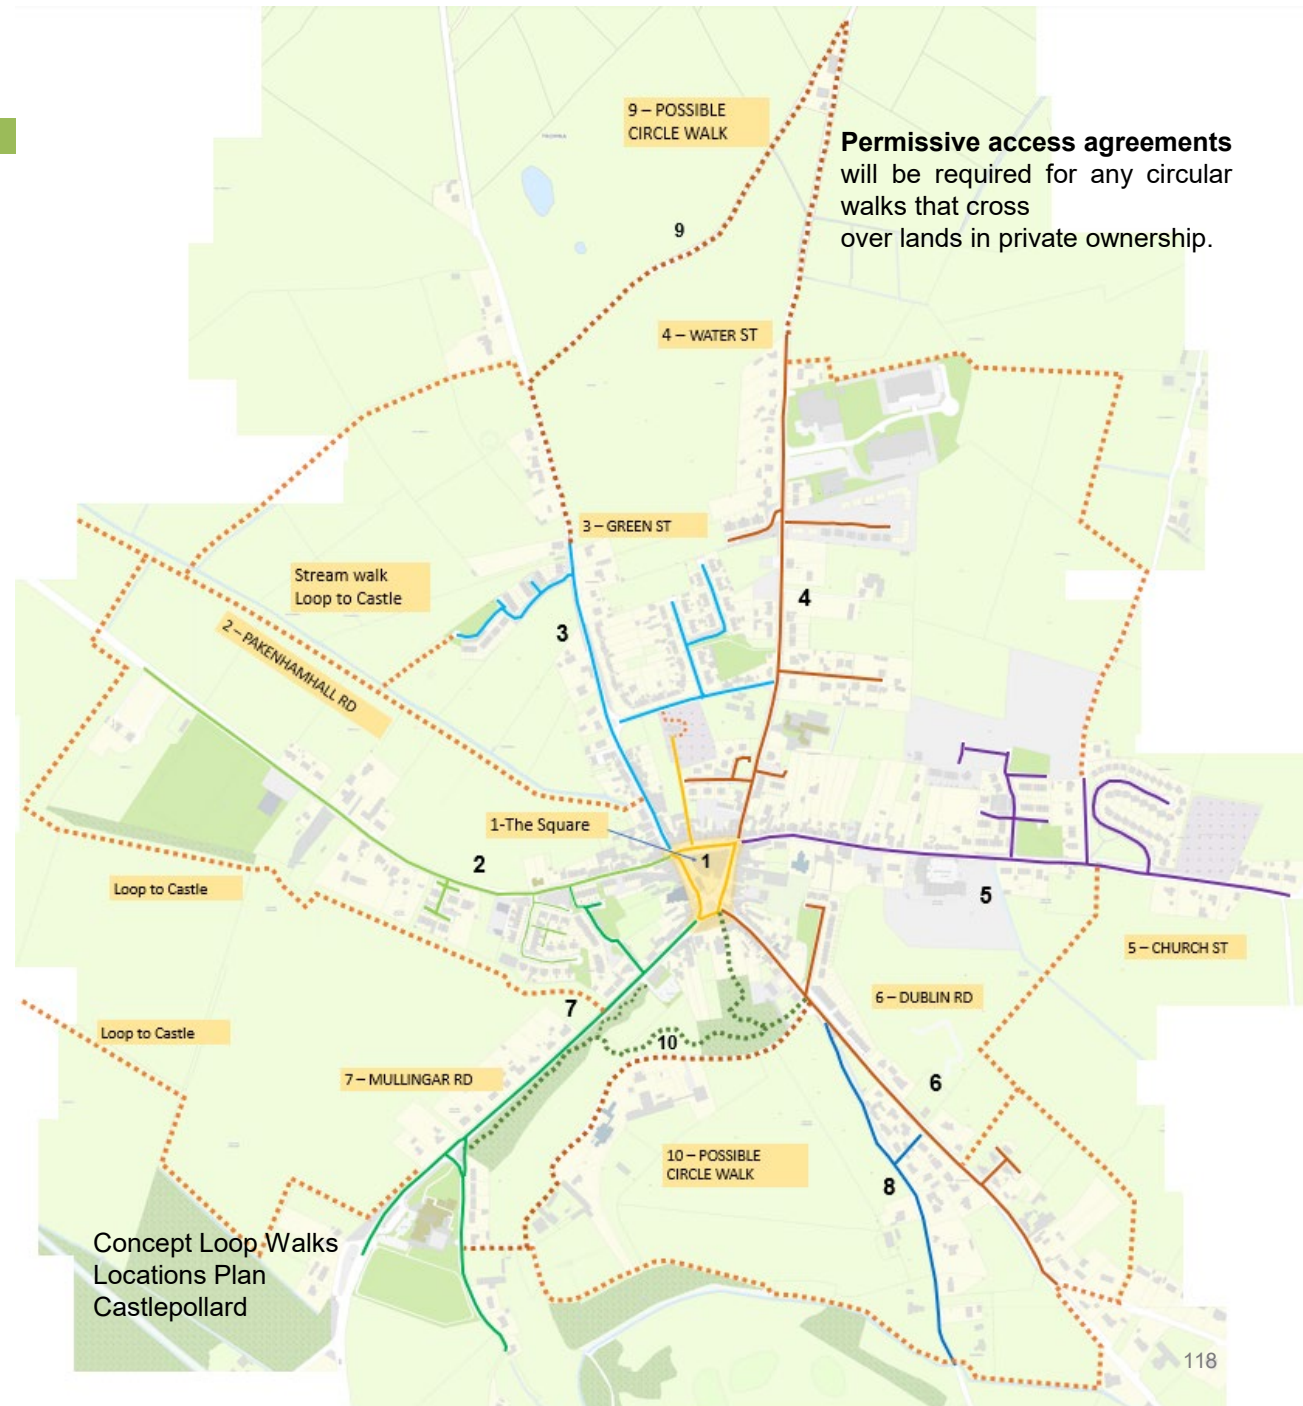 9 – POSSIBLE
CIRCLE WALK
Permissive access agreements
will be required for any circular
walks that cross
over lands in private ownership.
9
4 – WATER ST
3 – GREEN ST
Stream walk
Loop to Castle
4
3
2 – PAKENHAMHALL RD
1-The Square
1
2
5
Loop to Castle
5 – CHURCH ST
6 – DUBLIN RD
7
Loop to Castle
10
7 – MULLINGAR RD
6
10 – POSSIBLE
CIRCLE WALK
8
Concept Loop Walks
Locations Plan
Castlepollard
118